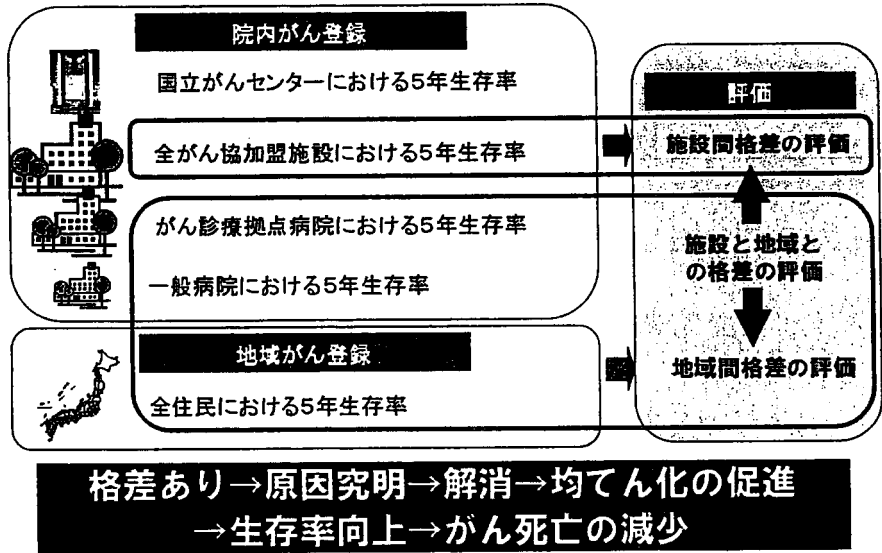 院内がん登録
国立がんセンターにおける5年生存率
全がん協加盟施設における5年生存率
がん診療拠点病院における5年生存率
一般病院における5年生存率
地域がん登録
全住民における5年生存率
評価
施設間格差の評価
施設と地域と
の格差の評価
地域間格差の評価
格差あり→原因究明→解消→均てん化の促進
→生存率向上→がん死亡の減少